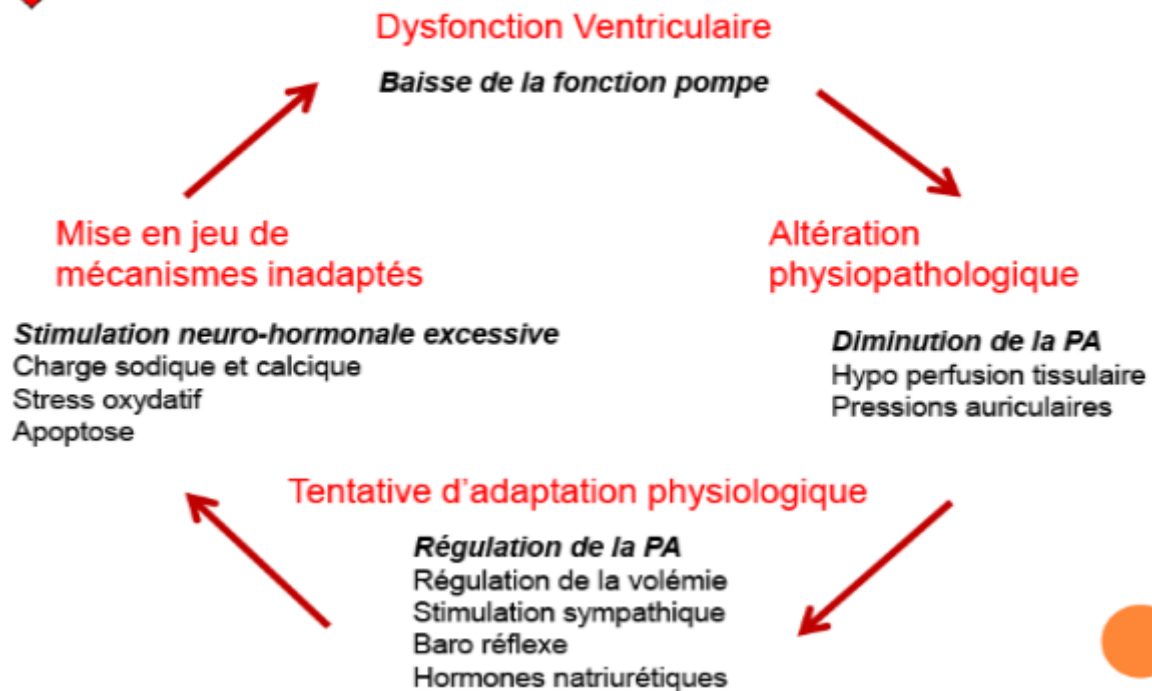 Dysfonction Ventriculaire
Baisse de la fonction pompe
Mise en jeu de
mécanismes inadaptés
Stimulation neuro-hormonale excessive
Charge sodique et calcique
Stress oxydatif
Apoptose
Altération
physiopathologique
Diminution de la PA
Hypo perfusion tissulaire
Pressions auriculaires
Tentative d'adaptation physiologique
Régulation de la PA
Régulation de la volémie
Stimulation sympathique
Baro réflexe
Hormones natriurétiques